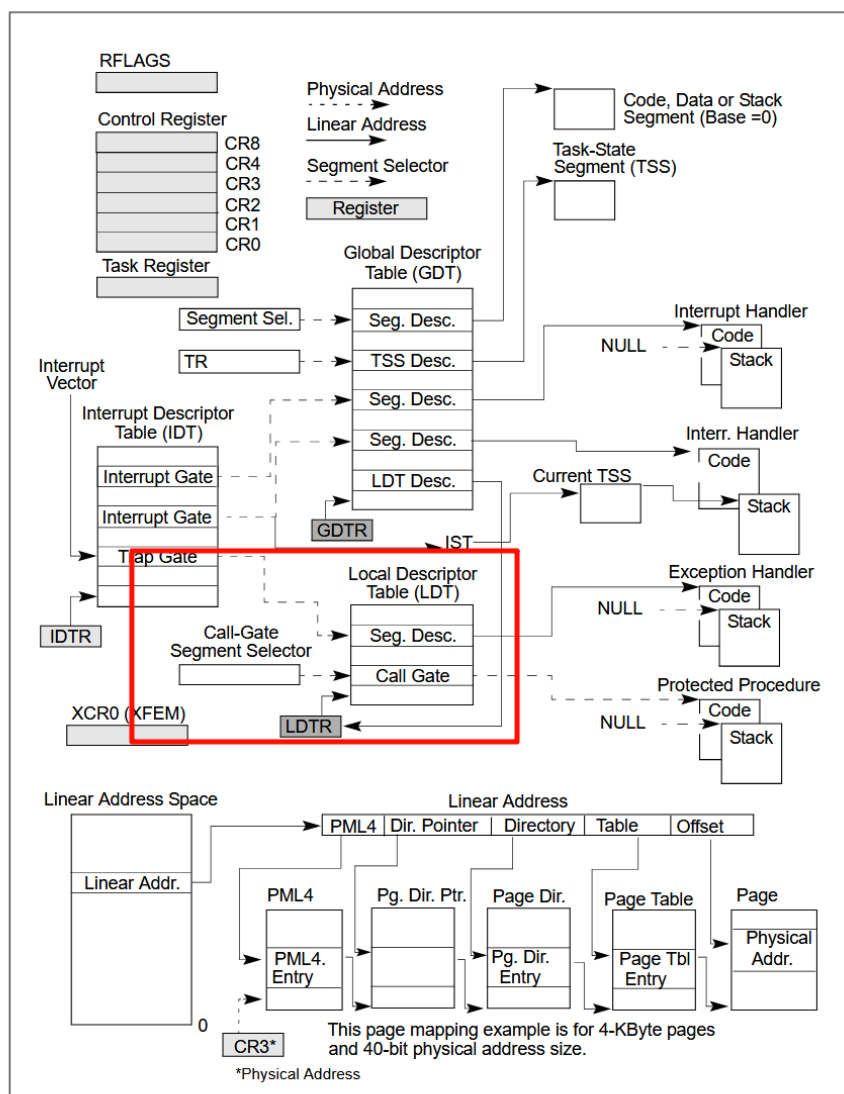 RFLAGS
Control Register
CR8
CR4
CR3
CR2
CR1
CR0
Task Register
Physical Address
Linear Address
Segment Selector
Register
Code, Data or Stack
Segment (Base =0)
Task-State
Segment (TSS)
Global Descriptor
Table (GDT)
Segment Sel.
Seg. Desc.
TR
TSS Desc.
Seg. Desc.
Seg. Desc.
LDT Desc.
GDTR
Interrupt Handler
Code
NULL
Stack
Interrupt
Vector
Interrupt Descriptor
Table (IDT)
Interrupt Gate
Interrupt Gate
Trap Gate
IDTR
Interr. Handler
Code
Current TSS
Stack
IST
Local Descriptor
Table (LDT)
Seg. Desc.
Call-Gate
Segment Selector
Call Gate
LDTR
XCR0 (XFEM)
Exception Handler
Code
NULL
Stack
Protected Procedure
Code
NULL
Stack
Linear Address Space
Linear Addr.
0
Linear Address
PML4 Dir. Pointer Directory Table Offset
PML4
PML4.
Entry
Pg. Dir. Ptr.
Page Dir.
Pg. Dir.
Entry
Page Table
Page Tbl
Entry
Page
Physical
Addr.
CR3*
*Physical Address
This page mapping example is for 4-KByte pages
and 40-bit physical address size.